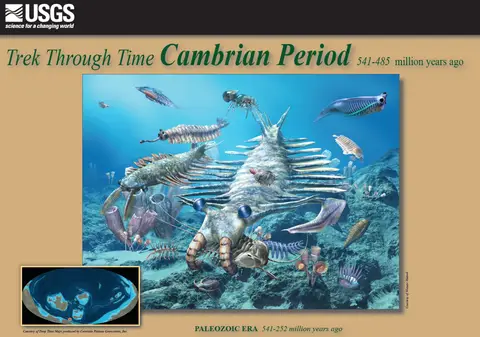 USGS
science for a changing world
Trek Through Time Cambrian Period 541-485 million years ago
PALEOZOIC ERA 541-252 million years ago